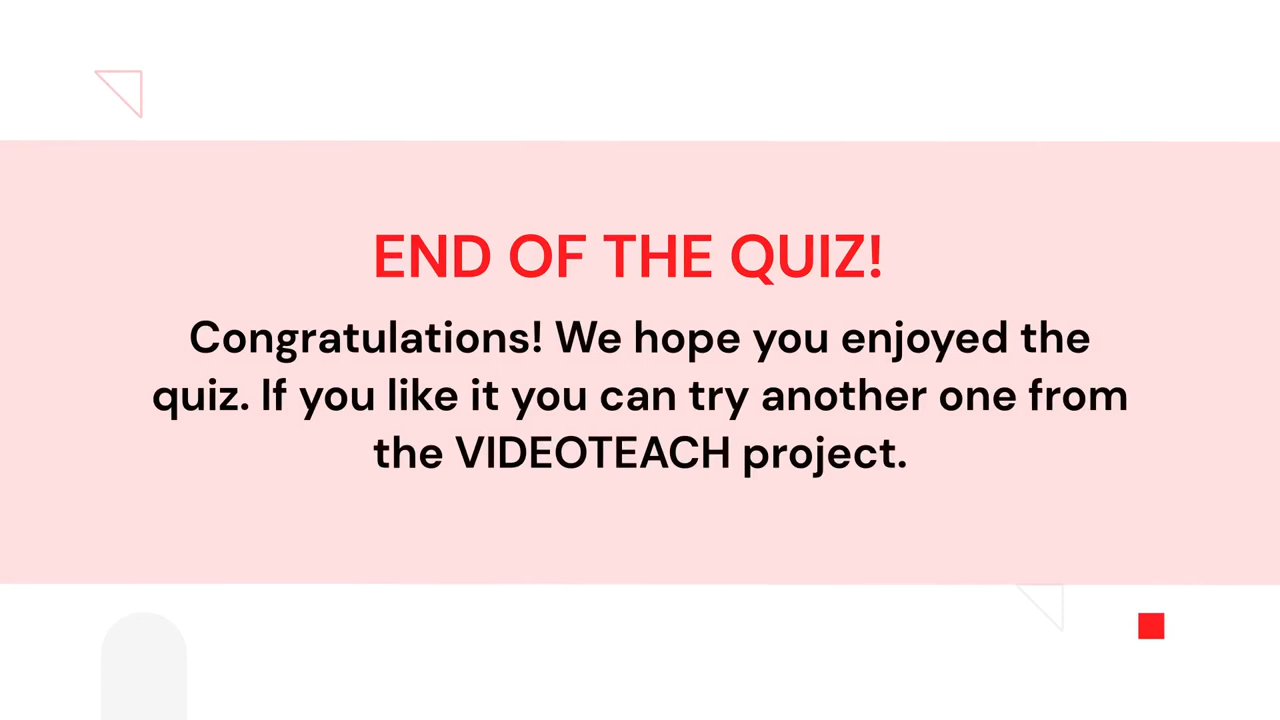 END OF THE QUIZ!
Congratulations! We hope you enjoyed the
quiz. If you like it you can try another one from
the VIDEOTEACH project.